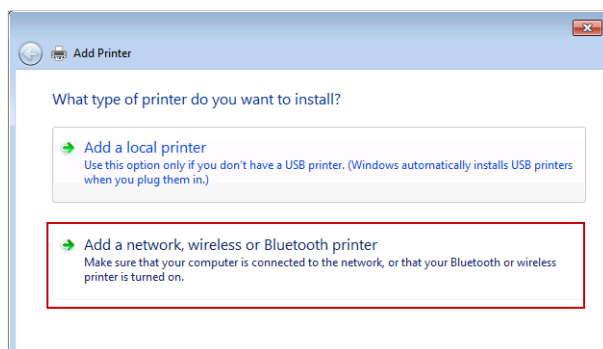 Add Printer
What type of printer do you want to install?
Add a local printer
Use this option only if you don't have a USB printer. (Windows automatically installs USB printers
when you plug them in.)
Add a network, wireless or Bluetooth printer
Make sure that your computer is connected to the network, or that your Bluetooth or wireless
printer is turned on.